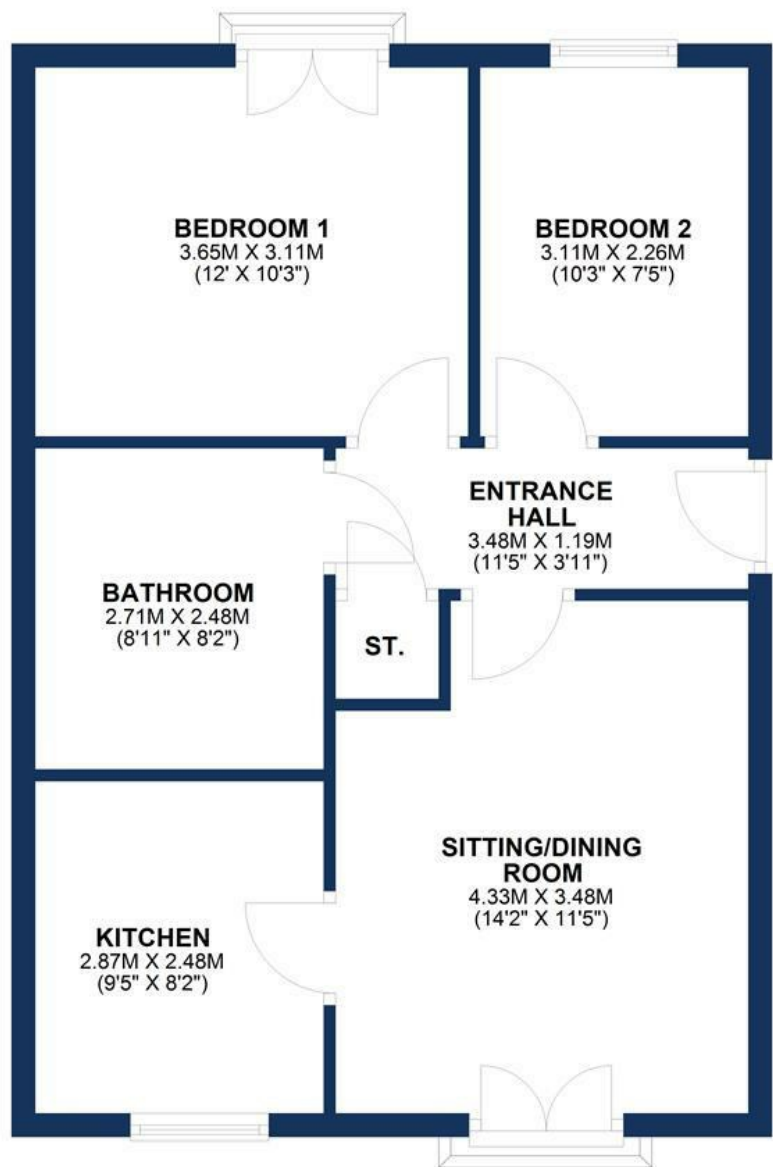 BEDROOM 1
3.65M X 3.11M
(12' X 10'3")
BEDROOM 2
3.11M X 2.26M
(10'3" X 7'5")
ENTRANCE
HALL
3.48M X 1.19M
(11'5" X 3'11")
BATHROOM
2.71M X 2.48M
(8'11" X 8'2")
ST.
SITTING/DINING
ROOM
4.33M X 3.48M
(14'2" X 11'5")
KITCHEN
2.87M X 2.48M
(9'5" X 8'2")